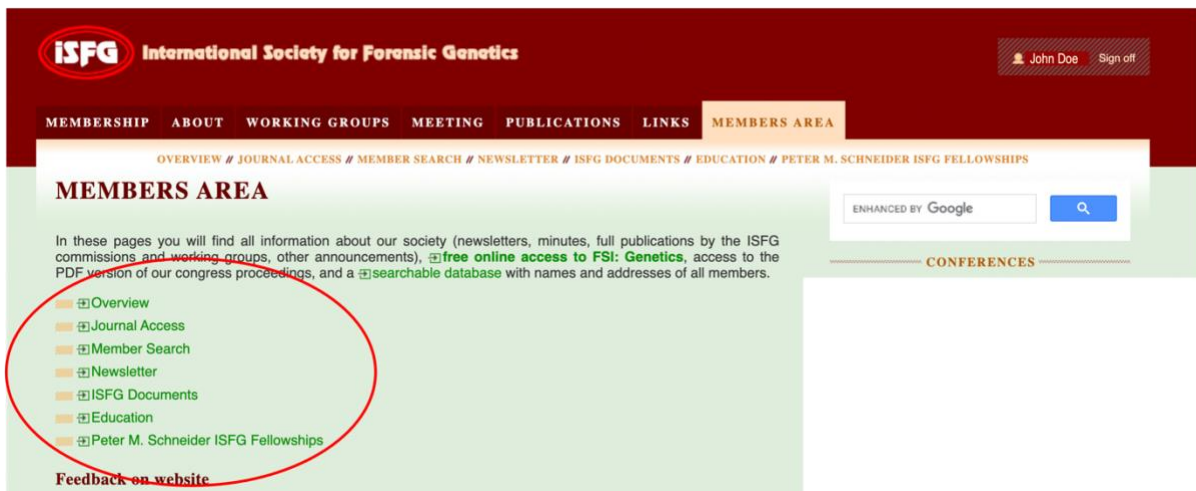 iSFG International Society for Forensic Genetics
John Doe Sign off
MEMBERSHIP ABOUT WORKING GROUPS MEETING PUBLICATIONS LINKS MEMBERS AREA
OVERVIEW // JOURNAL ACCESS // MEMBER SEARCH // NEWSLETTER // ISFG DOCUMENTS // EDUCATION // PETER M. SCHNEIDER ISFG FELLOWSHIPS
MEMBERS AREA
In these pages you will find all information about our society (newsletters, minutes, full publications by the ISFG
commissions and working groups, other announcements), free online access to FSI: Genetics, access to the
PDF version of our congress proceedings, and a searchable database with names and addresses of all members.
Overview
Journal Access
Member Search
Newsletter
ISFG Documents
Education
Peter M. Schneider ISFG Fellowships
Feedback on website
ENHANCED BY Google
CONFERENCES